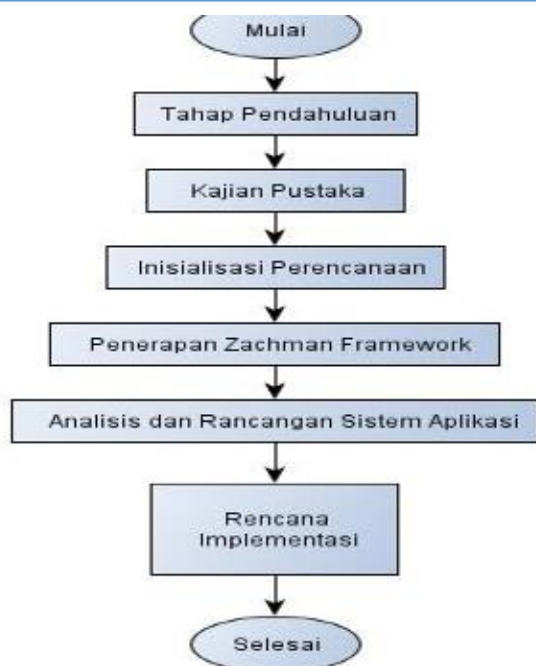 Mulai
Tahap Pendahuluan
Kajian Pustaka
Inisialisasi Perencanaan
Penerapan Zachman Framework
Analisis dan Rancangan Sistem Aplikasi
Rencana
Implementasi
Selesai